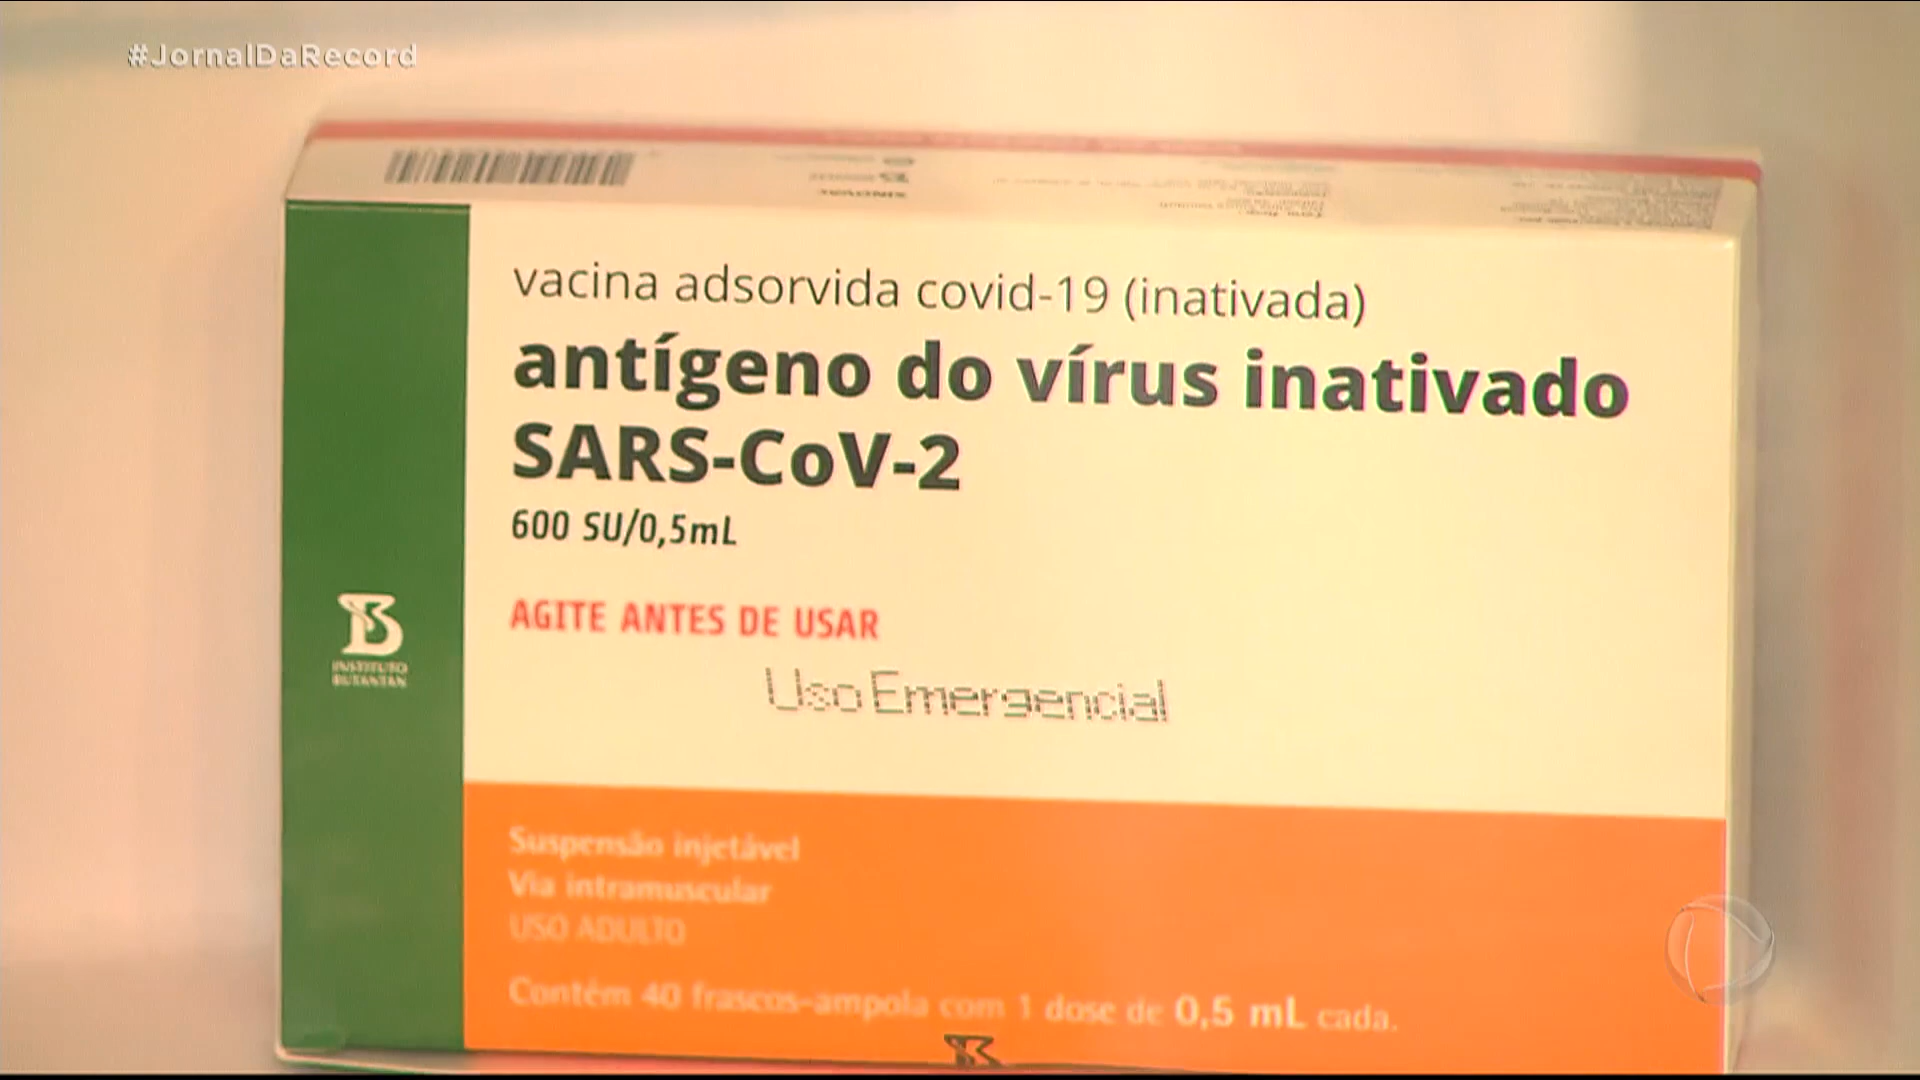 #JornalDaRecord
vacina adsorvida covid-19 (inativada)
antígeno do vírus inativado
SARS-CoV-2
600 SU/0,5mL
AGITE ANTES DE USAR
Uso Emergencial
INSTITUTO
BUTANTAN
Suspensão injetável
Via intramuscular
USO ADULTO
Contém 40 frascos-ampola com 1 dose de 0,5 mL cada.